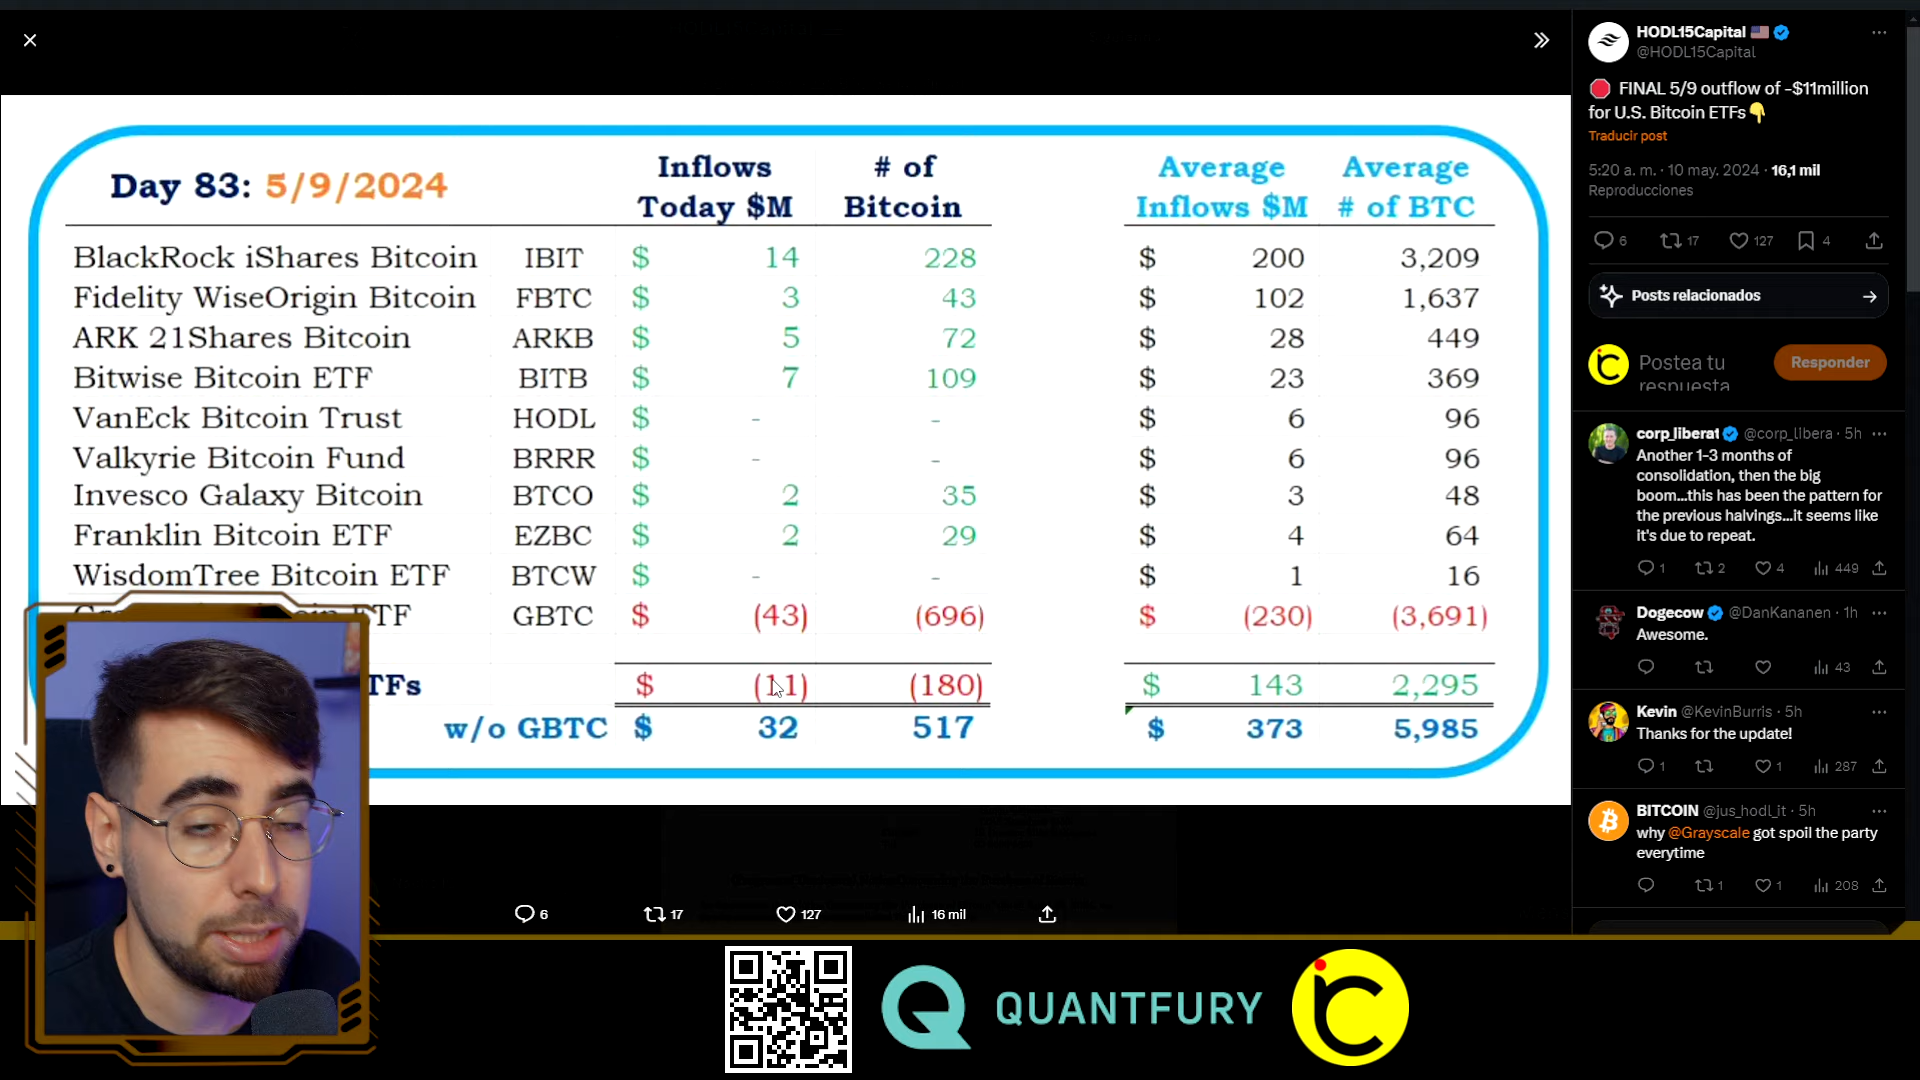 HODL15Capital
@HODL15Capital
FINAL 5/9 outflow of -$11million
for U.S. Bitcoin ETFs
Traducir post
5:20 a. m. · 10 may. 2024 · 16,1 mil
Reproducciones
6 17 127 4
Posts relacionados
Postea tu
respuesta
Responder
Day 83: 5/9/2024
Inflows # of Average Average
Today $M Bitcoin Inflows $M # of BTC
BlackRock iShares Bitcoin IBIT $ 14 228 $ 200 3,209
Fidelity WiseOrigin Bitcoin FBTC $ 3 43 $ 102 1,637
ARK 21Shares Bitcoin ARKB $ 5 72 $ 28 449
Bitwise Bitcoin ETF BITB $ 7 109 $ 23 369
VanEck Bitcoin Trust HODL $ - - $ 6 96
Valkyrie Bitcoin Fund BRRR $ - - $ 6 96
Invesco Galaxy Bitcoin BTCO $ 2 35 $ 3 48
Franklin Bitcoin ETF EZBC $ 2 29 $ 4 64
WisdomTree Bitcoin ETF BTCW $ - - $ 1 16
TF GBTC $ (43) (696) $ (230) (3,691)
TFs $ (11) (180) $ 143 2,295
w/o GBTC $ 32 517 $ 373 5,985
corp_liberat @corp_libera · 5h
Another 1-3 months of
consolidation, then the big
boom...this has been the pattern for
the previous halvings...it seems like
it's due to repeat.
1 2 4 449
Dogecow @DanKananen · 1h
Awesome.
43
Kevin @KevinBurris · 5h
Thanks for the update!
1 1 287
BITCOIN @jus_hodl_it · 5h
why @Grayscale got spoil the party
everytime
1 1 208
6 17 127 16 mil
QUANTFURY